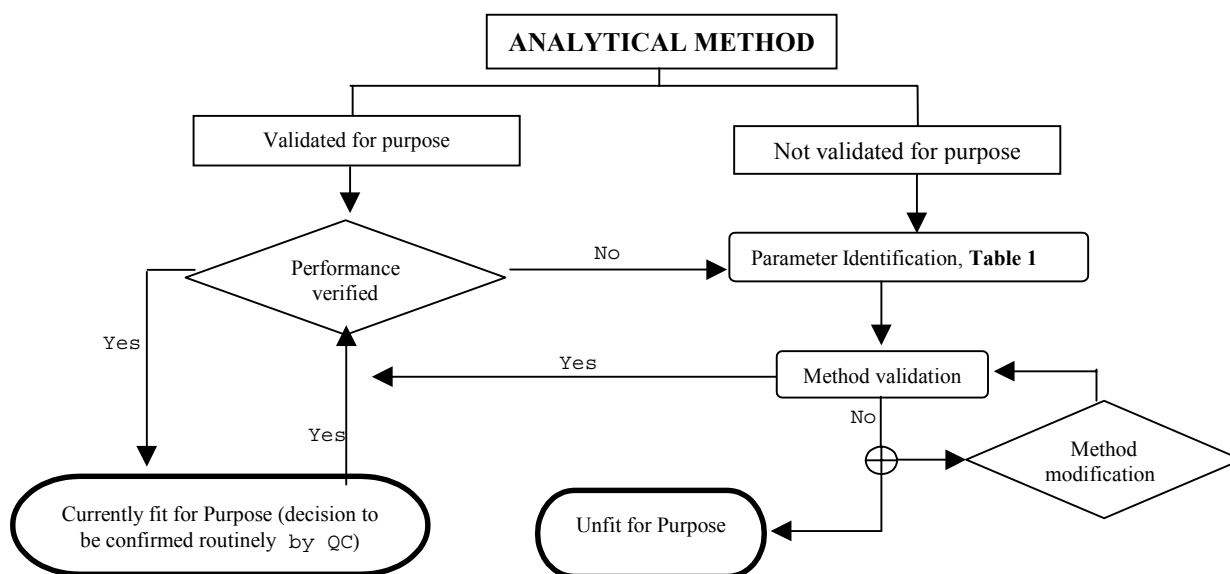 ANALYTICAL METHOD
Validated for purpose
Not validated for purpose
Performance
verified
No
Parameter Identification, Table 1
Yes
Yes
Method validation
No
Yes
Method
modification
Currently fit for Purpose (decision to
be confirmed routinely by QC)
Unfit for Purpose